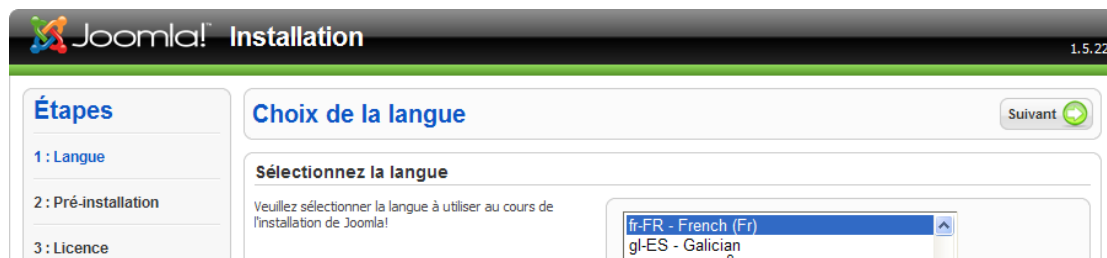 Joomla! Installation
1.5.22
Étapes
Choix de la langue
Suivant
1 : Langue
Sélectionnez la langue
2 : Pré-installation
Veuillez sélectionner la langue à utiliser au cours de
l'installation de Joomla!
fr-FR - French (Fr)
3 : Licence
gl-ES - Galician